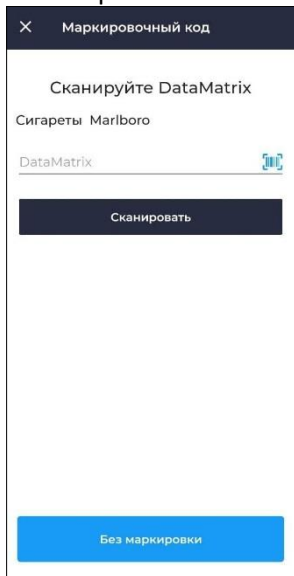 Маркировочный код
Сканируйте DataMatrix
Сигареты Marlboro
DataMatrix
Сканировать
Без маркировки